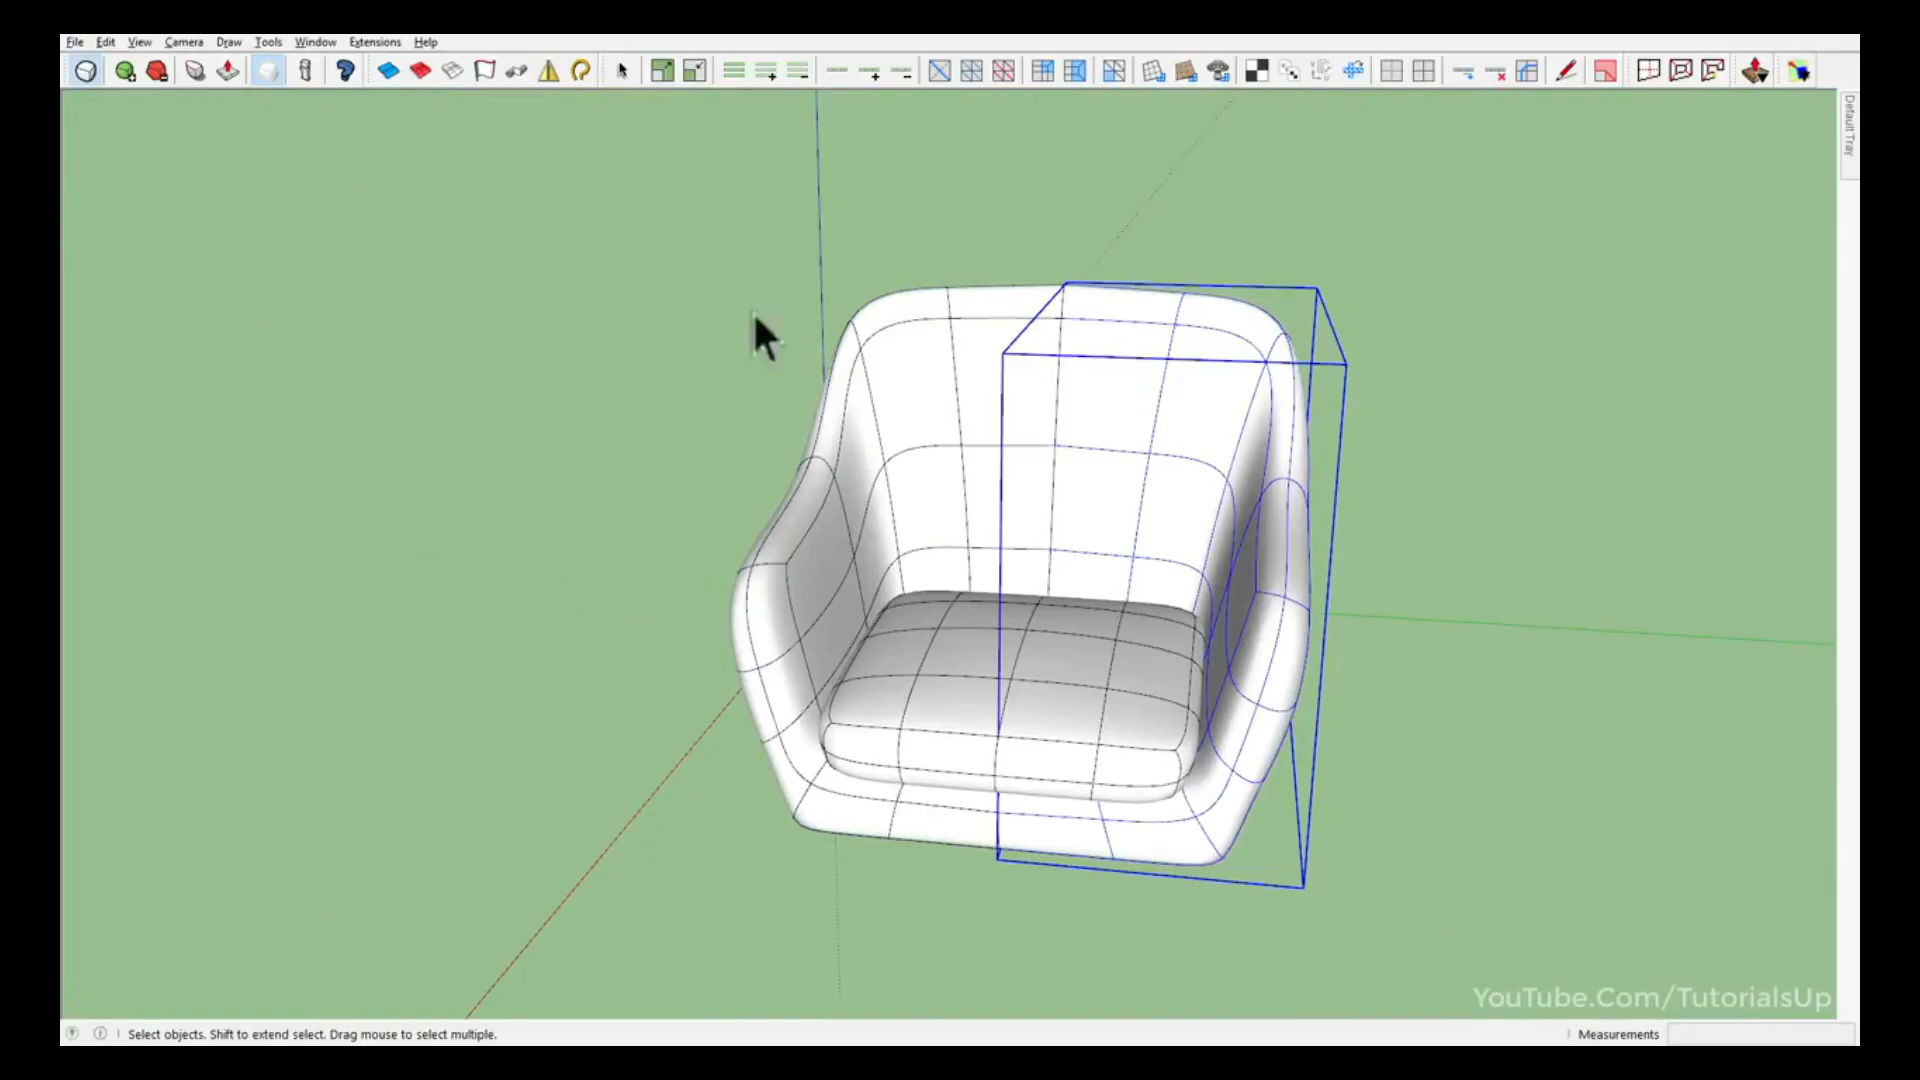 File Edit View Camera Draw Tools Window Extensions Help
Default Tray
YouTube.Com/TutorialsUp
Select objects. Shift to extend select. Drag mouse to select multiple.
Measurements